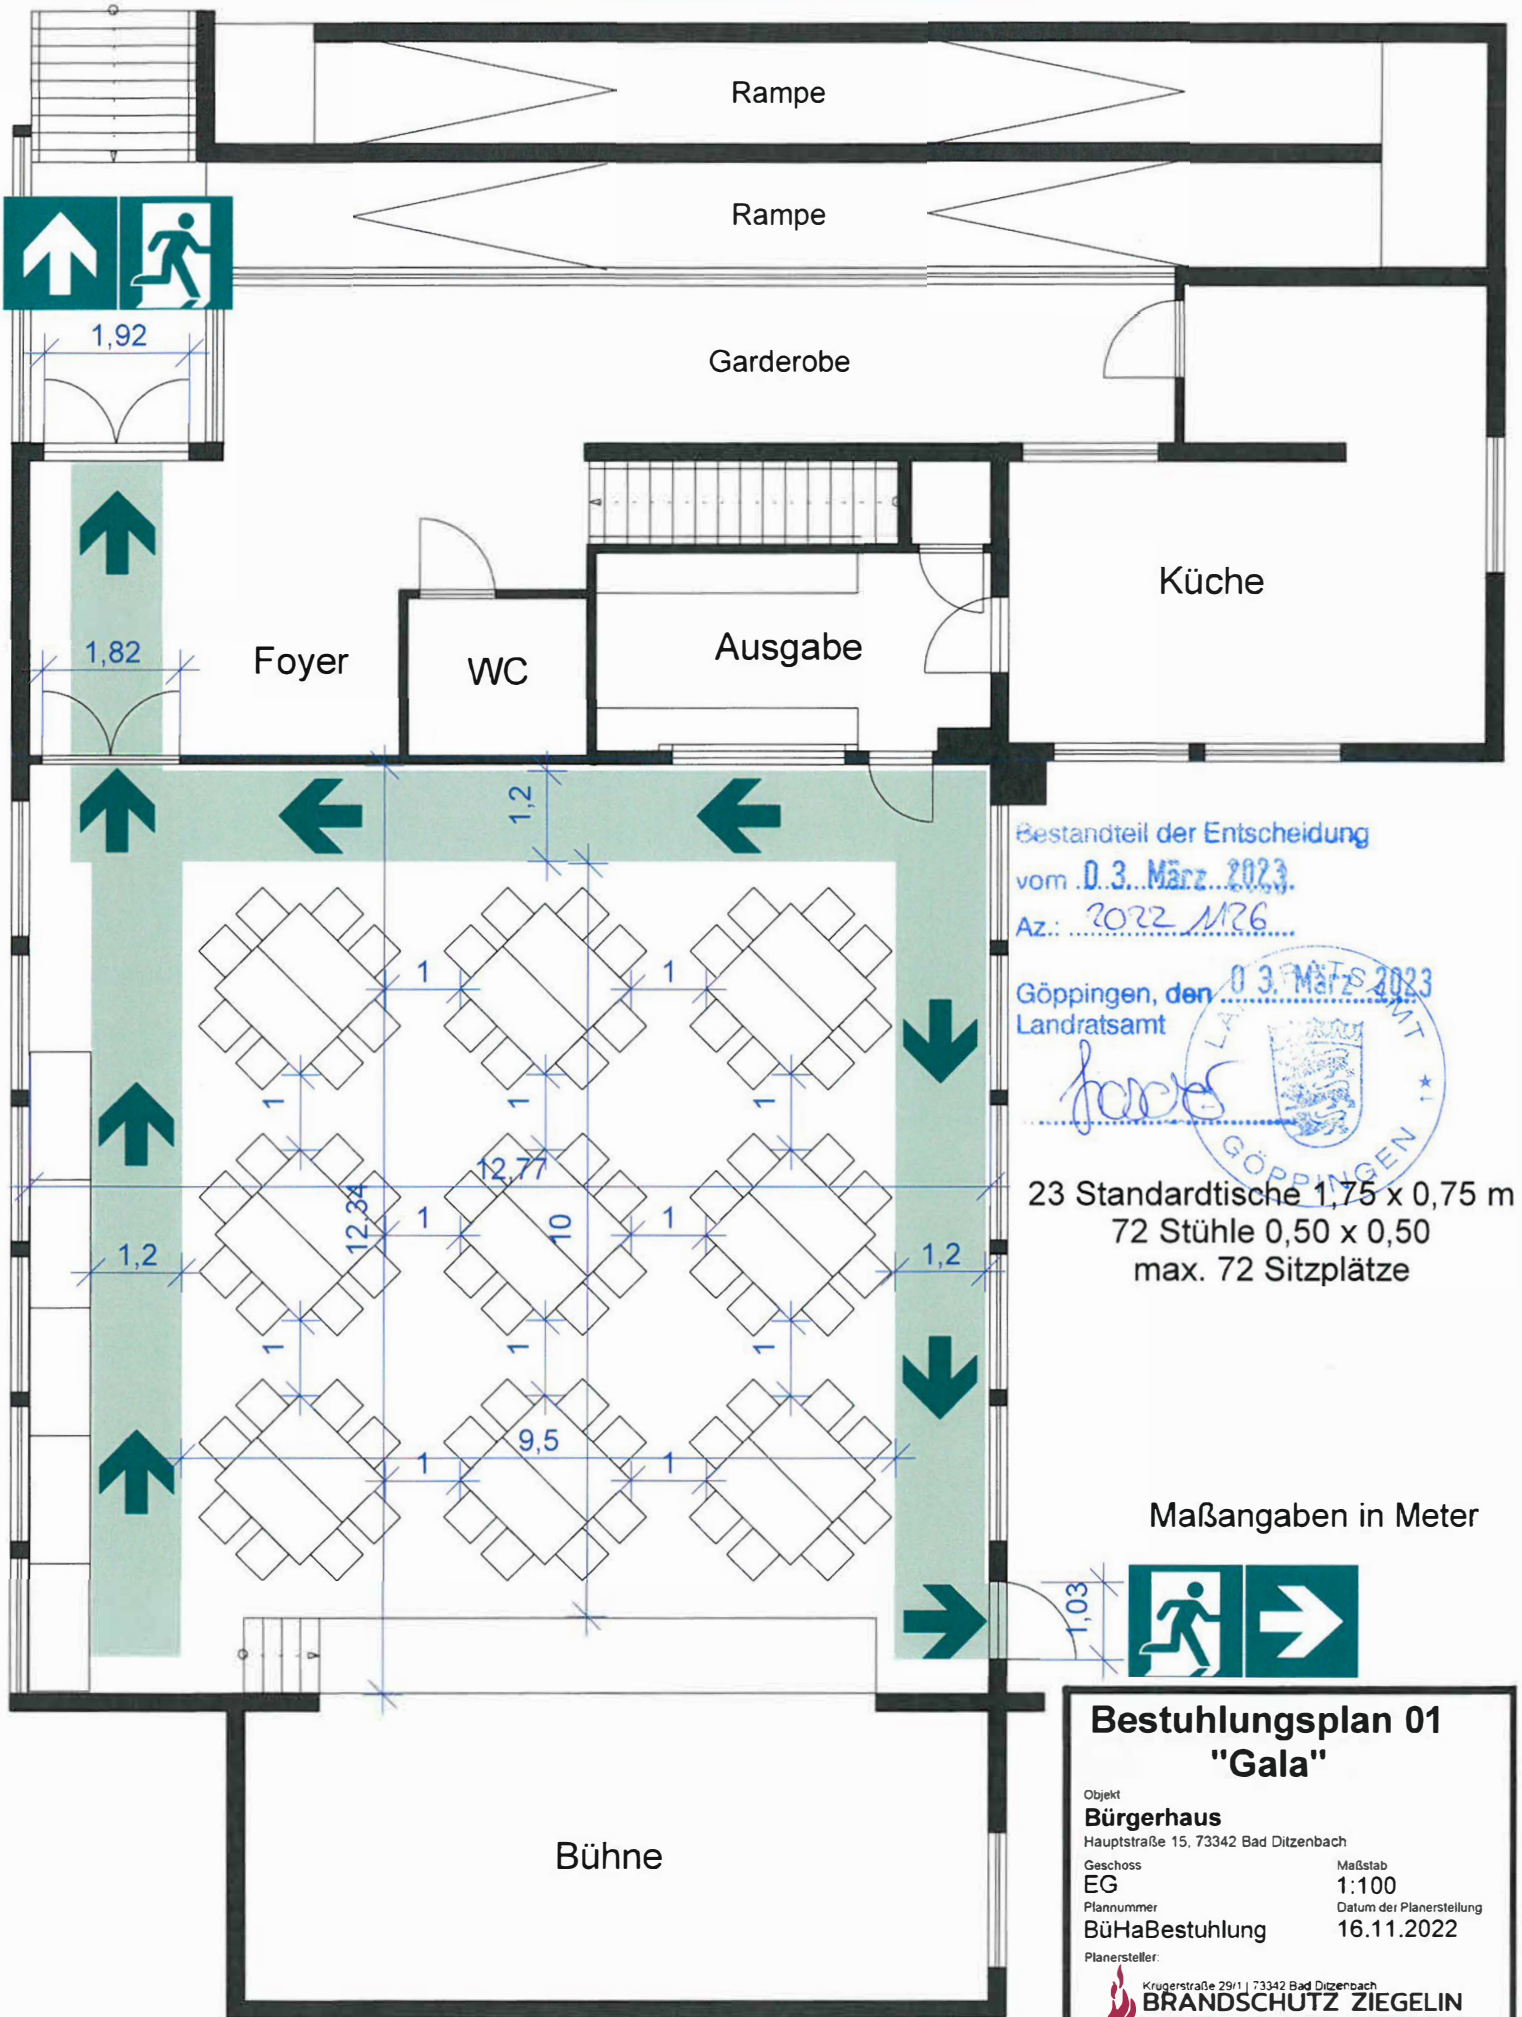 Rampe
Rampe
1,92
Garderobe
Küche
1,82
Foyer
WC
Ausgabe
1,2
Bestandteil der Entscheidung
vom 03. März 2023
Az.: 2022 1126
Göppingen, den 03. März 2023
Landratsamt
LANDRATSAMT
GÖPPINGEN
1
1
1
1
1
12,77
12,34
1
10
1
1,2
1,2
23 Standardtische 1,75 x 0,75 m
72 Stühle 0,50 x 0,50
max. 72 Sitzplätze
1
1
1
9,5
1
1
Maßangaben in Meter
1,03
Bestuhlungsplan 01
"Gala"
Objekt
Bürgerhaus
Hauptstraße 15, 73342 Bad Ditzenbach
Geschoss
Maßstab
EG
1:100
Plannummer
Datum der Planerstellung
BüHaBestuhlung
16.11.2022
Planersteller:
Krügerstraße 29/1 | 73342 Bad Ditzenbach
BRANDSCHUTZ ZIEGELIN